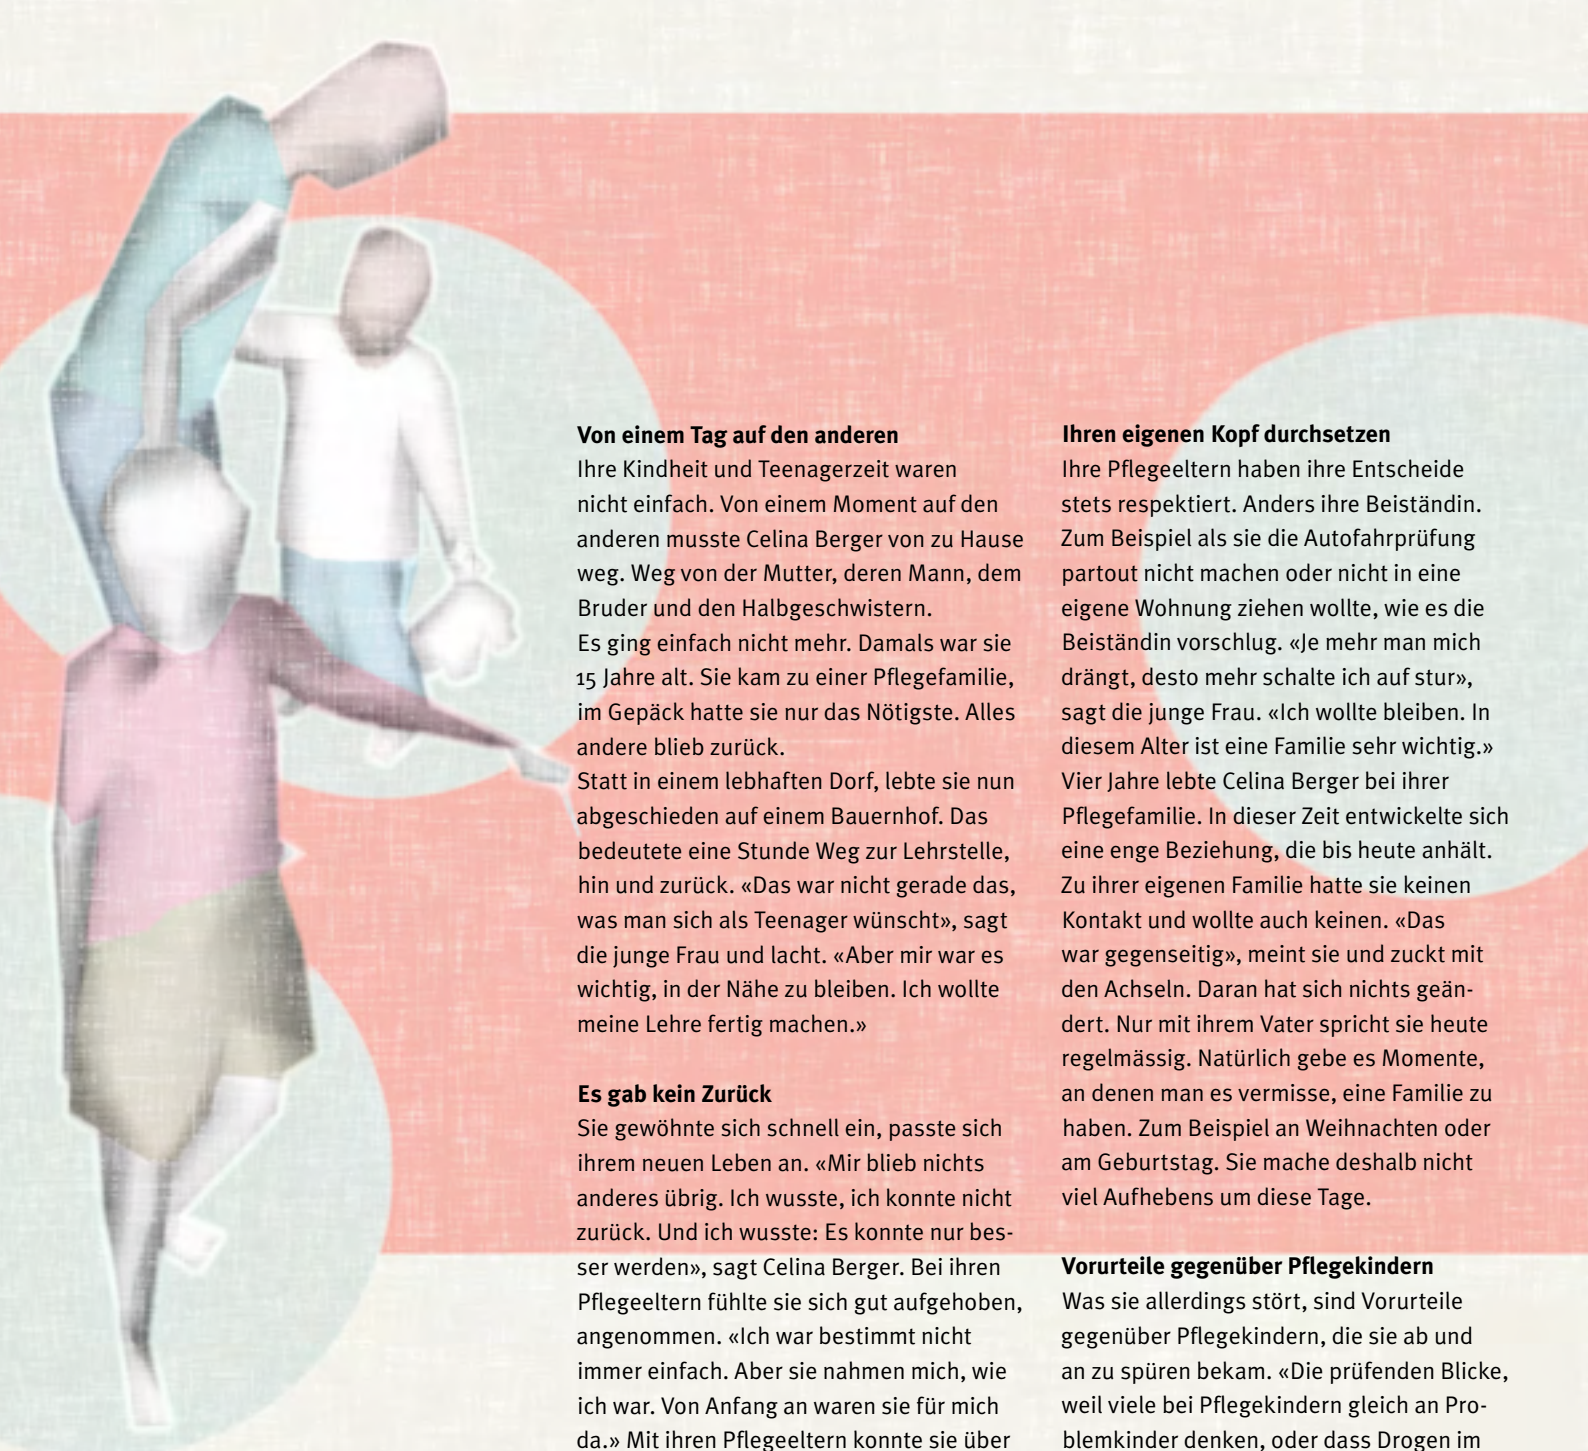 Von einem Tag auf den anderen
Ihre Kindheit und Teenagerzeit waren
nicht einfach. Von einem Moment auf den
anderen musste Celina Berger von zu Hause
weg. Weg von der Mutter, deren Mann, dem
Bruder und den Halbgeschwistern.
Es ging einfach nicht mehr. Damals war sie
15 Jahre alt. Sie kam zu einer Pflegefamilie,
im Gepäck hatte sie nur das Nötigste. Alles
andere blieb zurück.
Statt in einem lebhaften Dorf, lebte sie nun
abgeschieden auf einem Bauernhof. Das
bedeutete eine Stunde Weg zur Lehrstelle,
hin und zurück. «Das war nicht gerade das,
was man sich als Teenager wünscht», sagt
die junge Frau und lacht. «Aber mir war es
wichtig, in der Nähe zu bleiben. Ich wollte
meine Lehre fertig machen.»
Es gab kein Zurück
Sie gewöhnte sich schnell ein, passte sich
ihrem neuen Leben an. «Mir blieb nichts
anderes übrig. Ich wusste, ich konnte nicht
zurück. Und ich wusste: Es konnte nur bes-
ser werden», sagt Celina Berger. Bei ihren
Pflegeeltern fühlte sie sich gut aufgehoben,
angenommen. «Ich war bestimmt nicht
immer einfach. Aber sie nahmen mich, wie
ich war. Von Anfang an waren sie für mich
da.» Mit ihren Pflegeeltern konnte sie über
Ihren eigenen Kopf durchsetzen
Ihre Pflegeeltern haben ihre Entscheide
stets respektiert. Anders ihre Beiständin.
Zum Beispiel als sie die Autofahrprüfung
partout nicht machen oder nicht in eine
eigene Wohnung ziehen wollte, wie es die
Beiständin vorschlug. «Je mehr man mich
drängt, desto mehr schalte ich auf stur»,
sagt die junge Frau. «Ich wollte bleiben. In
diesem Alter ist eine Familie sehr wichtig.»
Vier Jahre lebte Celina Berger bei ihrer
Pflegefamilie. In dieser Zeit entwickelte sich
eine enge Beziehung, die bis heute anhält.
Zu ihrer eigenen Familie hatte sie keinen
Kontakt und wollte auch keinen. «Das
war gegenseitig», meint sie und zuckt mit
den Achseln. Daran hat sich nichts geän-
dert. Nur mit ihrem Vater spricht sie heute
regelmässig. Natürlich gebe es Momente,
an denen man es vermisse, eine Familie zu
haben. Zum Beispiel an Weihnachten oder
am Geburtstag. Sie mache deshalb nicht
viel Aufhebens um diese Tage.
Vorurteile gegenüber Pflegekindern
Was sie allerdings stört, sind Vorurteile
gegenüber Pflegekindern, die sie ab und
an zu spüren bekam. «Die prüfenden Blicke,
weil viele bei Pflegekindern gleich an Pro-
blemkinder denken, oder dass Drogen im